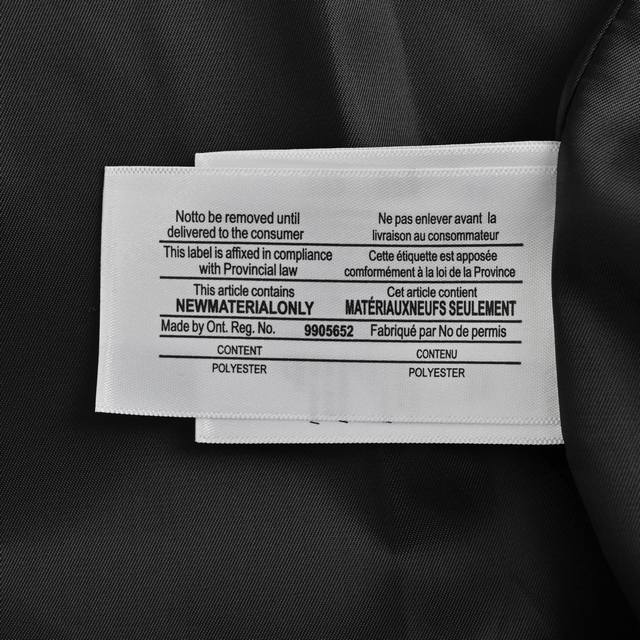 Notto be removed until
delivered to the consumer
Ne pas enlever avant la
livraison au consommateur
This label is affixed in compliance
with Provincial law
Cette étiquette est apposée
comformément à la loi de la Province
This article contains
NEWMATERIALONLY
Cet article contient
MATÉRIAUXNEUFS SEULEMENT
Made by Ont. Reg. No. 9905652 Fabriqué par No de permis
CONTENT
CONTENU
POLYESTER
POLYESTER